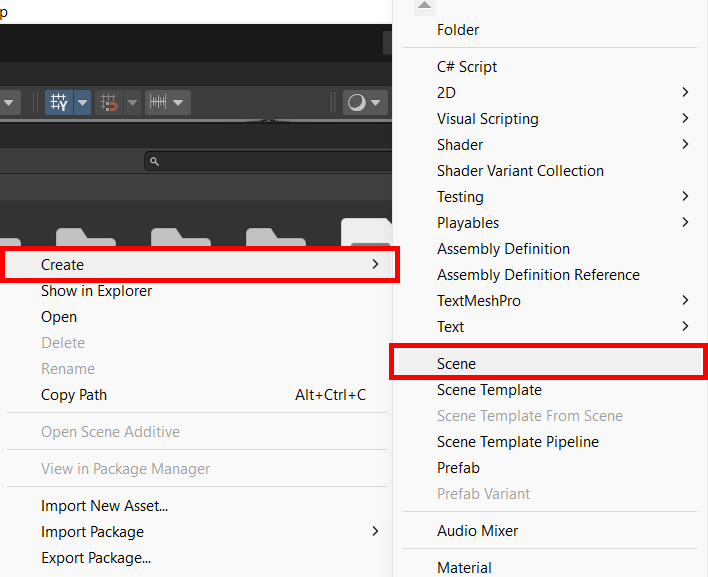 p
Create
Show in Explorer
Open
Delete
Rename
Copy Path Alt+Ctrl+C
Open Scene Additive
View in Package Manager
Import New Asset...
Import Package
Export Package...
Folder
C# Script
2D
Visual Scripting
Shader
Shader Variant Collection
Testing
Playables
Assembly Definition
Assembly Definition Reference
TextMeshPro
Text
Scene
Scene Template
Scene Template From Scene
Scene Template Pipeline
Prefab
Prefab Variant
Audio Mixer
Material